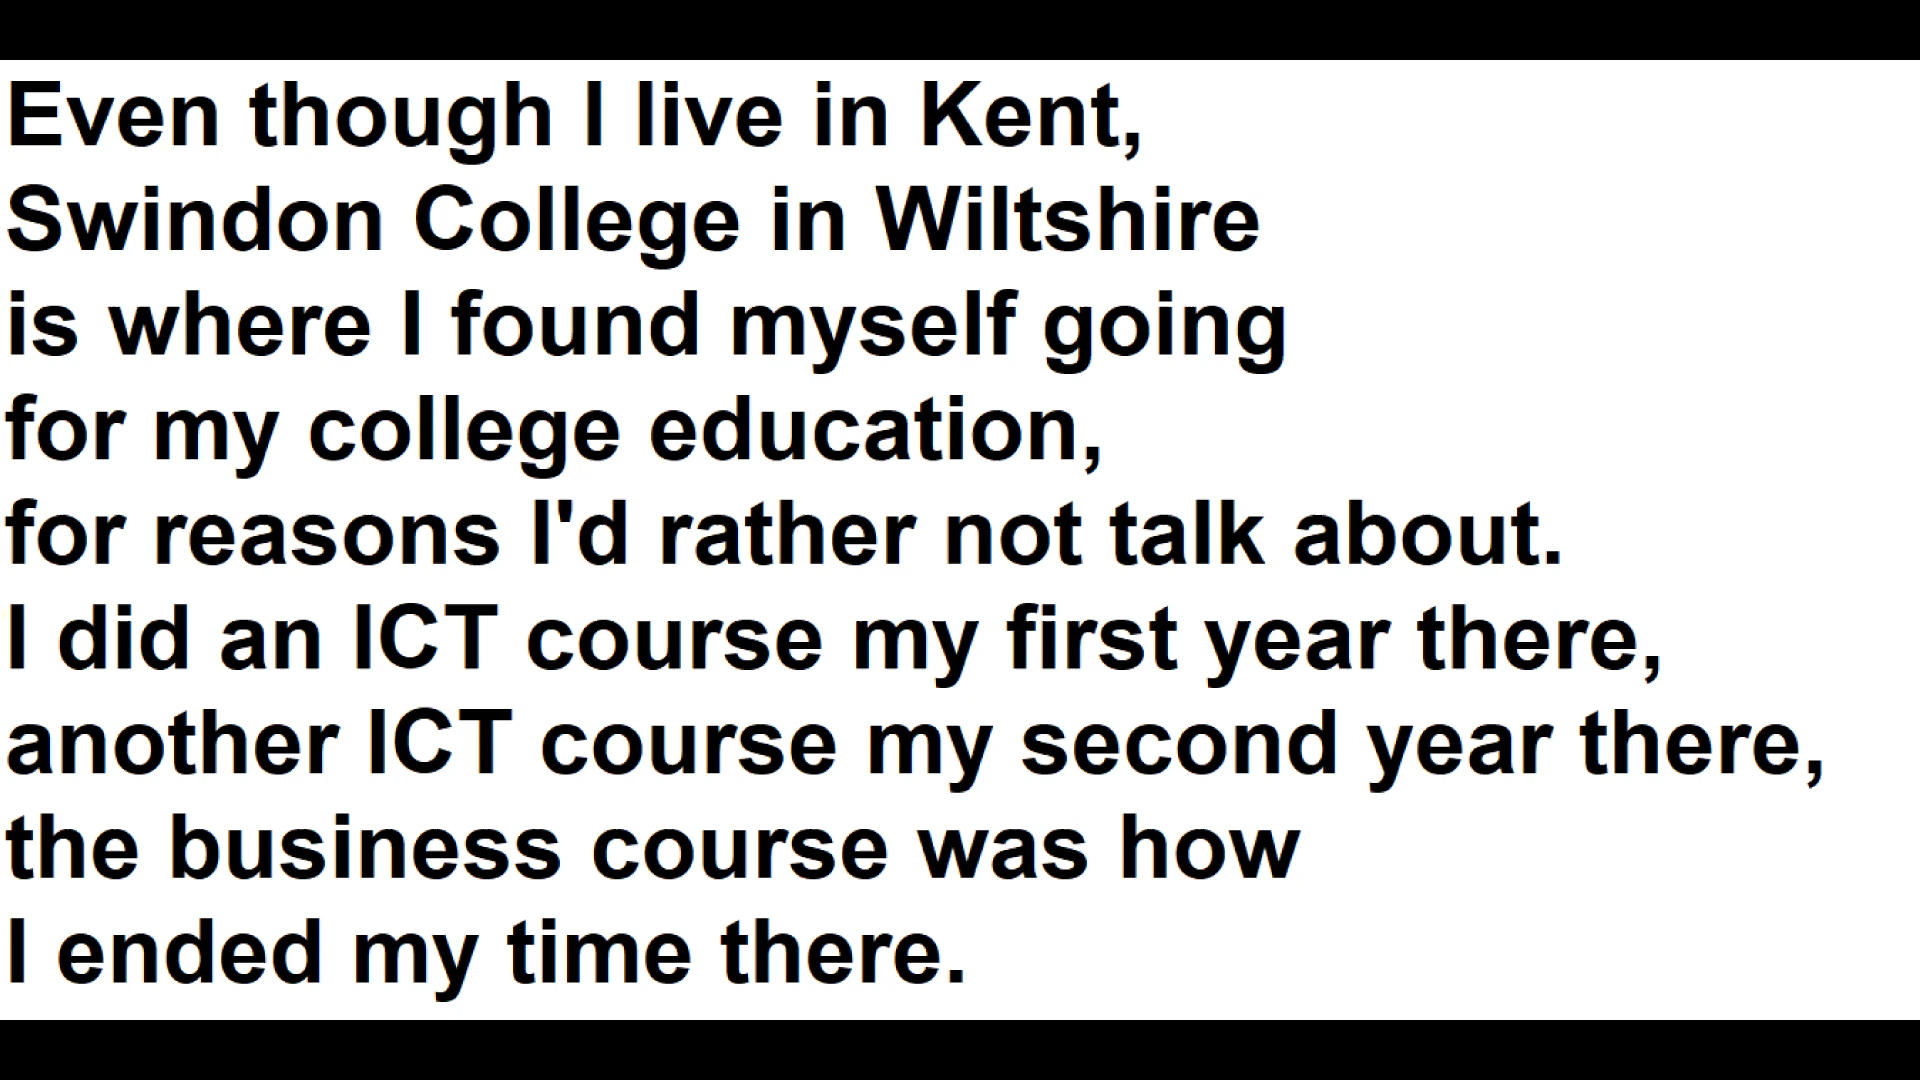 Even though I live in Kent,
Swindon College in Wiltshire
is where I found myself going
for my college education,
for reasons I'd rather not talk about.
I did an ICT course my first year there,
another ICT course my second year there,
the business course was how
I ended my time there.